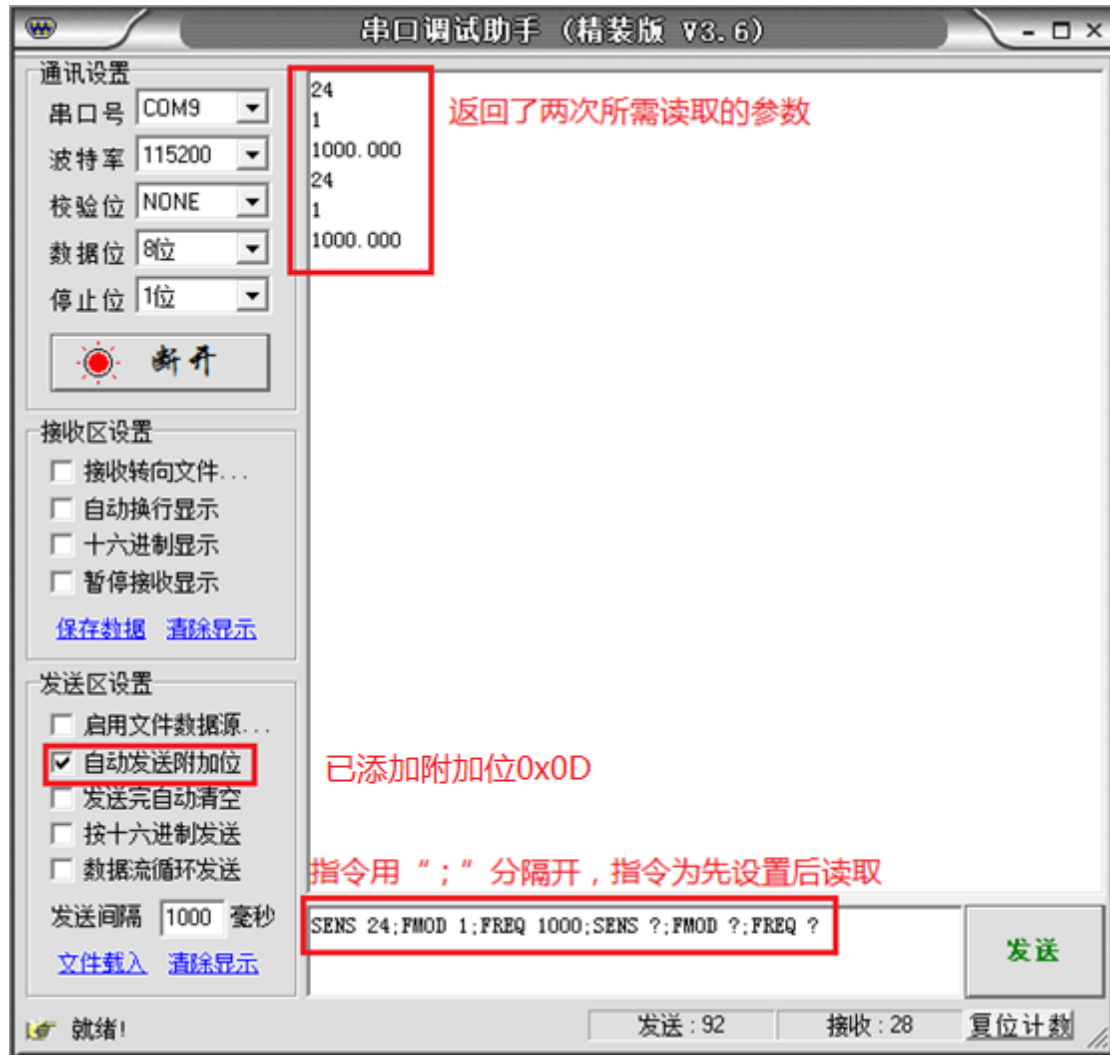 串口调试助手 (精装版 V3.6)
通讯设置
串口号 COM9
波特率 115200
校验位 NONE
数据位 8位
停止位 1位
断开
接收区设置
接收转向文件...
自动换行显示
十六进制显示
暂停接收显示
保存数据 清除显示
发送区设置
启用文件数据源...
自动发送附加位
发送完自动清空
按十六进制发送
数据流循环发送
发送间隔 1000 毫秒
文件载入 清除显示
24
1
1000.000
24
1
1000.000
返回了两次所需读取的参数
已添加附加位0x0D
指令用“;”分隔开,指令为先设置后读取
SENS 24;FMOD 1;FREQ 1000;SENS ?;FMOD ?;FREQ ?
发送
就绪!
发送:92
接收:28
复位计数